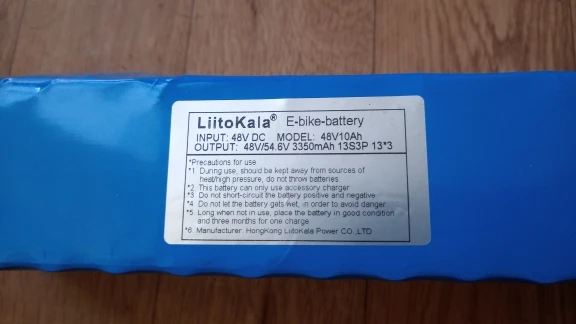 LiitoKala® E-bike-battery
INPUT: 48V DC MODEL: 48V10Ah
OUTPUT: 48V/54.6V 3350mAh 13S3P 13*3
*Precautions for use
*1 During use, should be kept away from sources of
heat/high pressure, do not throw batteries.
*2 This battery can only use accessory charger
*3 Do not short-circuit the battery positive and negative
*4 Do not let the battery gets wet, in order to avoid danger
*5 Long when not in use, place the battery in good condition
and three months for one charge.
*6 Manufacturer: HongKong LiitoKala Power CO.,LTD